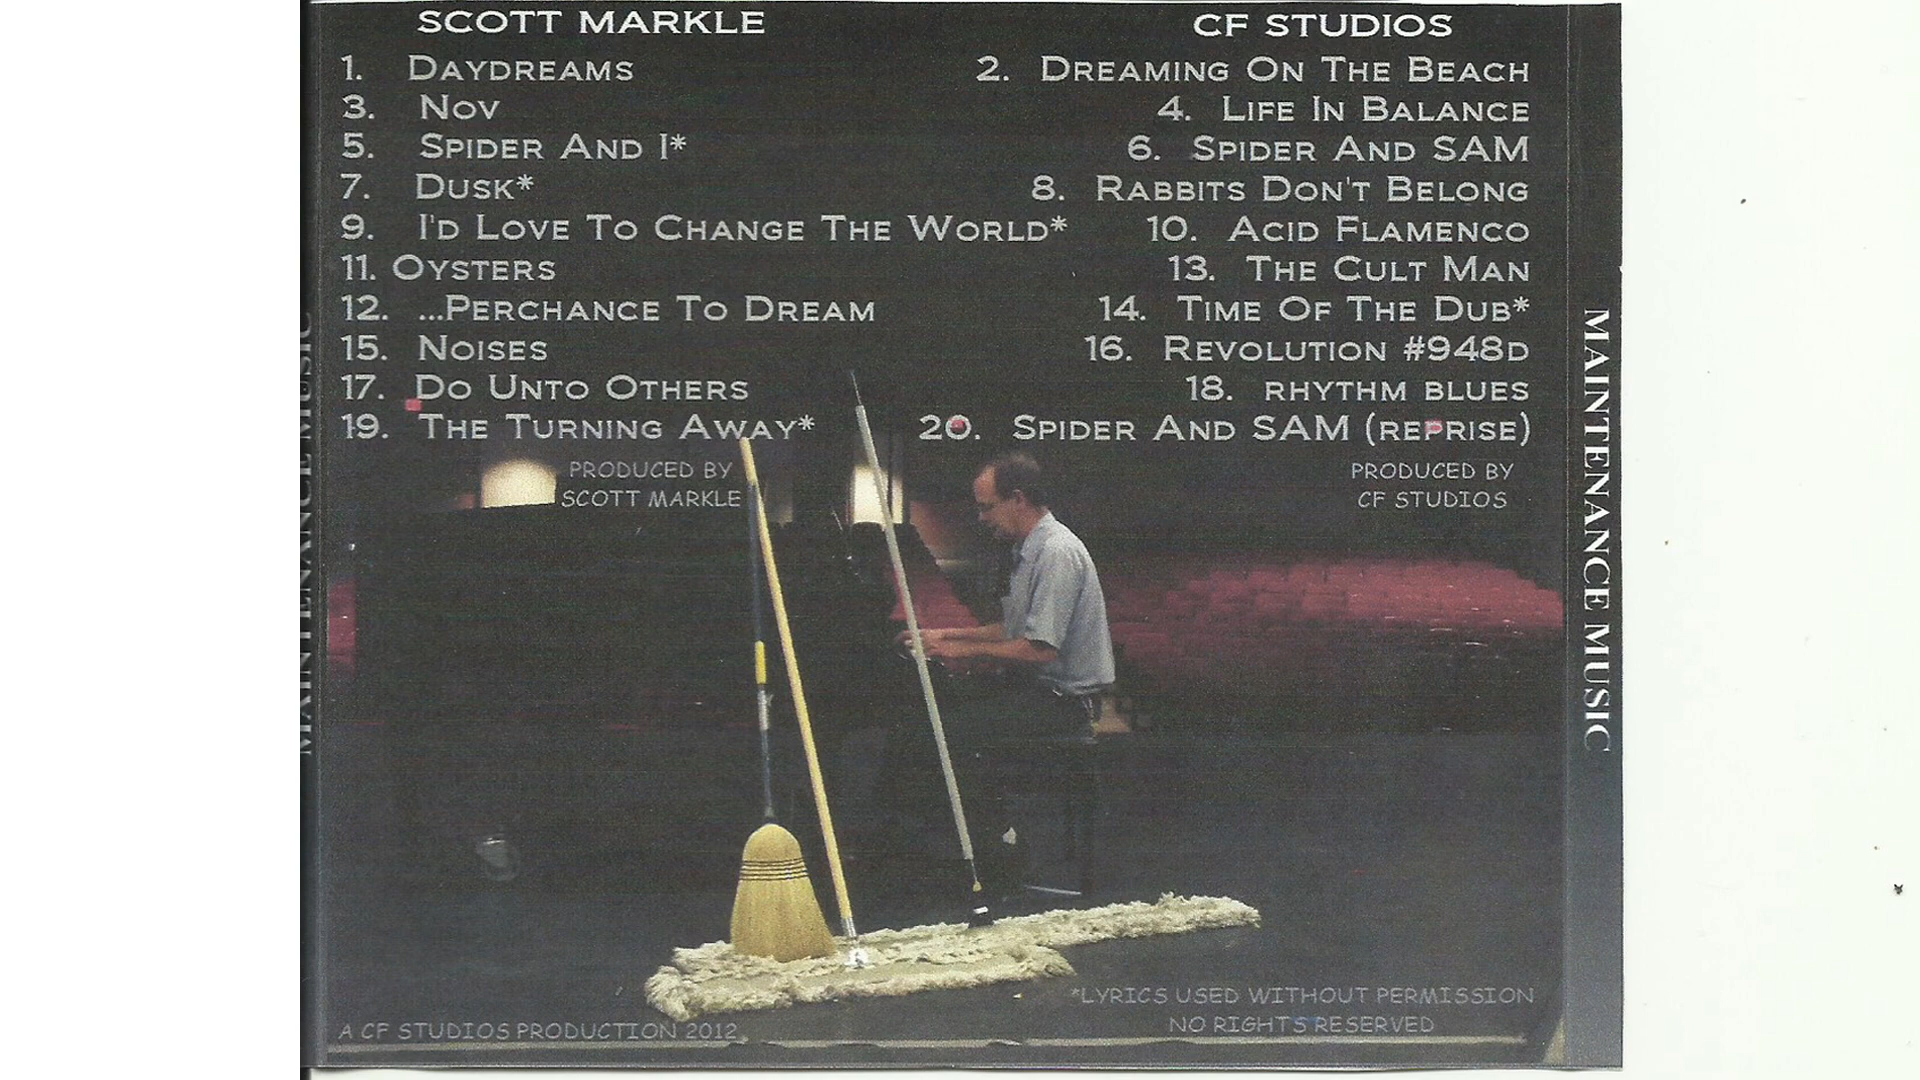 SCOTT MARKLE
1. DAYDREAMS
3. NOV
5. SPIDER AND I*
7. DUSK*
9. I'D LOVE TO CHANGE THE WORLD*
11. OYSTERS
12. ...PERCHANCE TO DREAM
15. NOISES
17. DO UNTO OTHERS
19. THE TURNING AWAY*
PRODUCED BY
SCOTT MARKLE
CF STUDIOS
2. DREAMING ON THE BEACH
4. LIFE IN BALANCE
6. SPIDER AND SAM
8. RABBITS DON'T BELONG
10. ACID FLAMENCO
13. THE CULT MAN
14. TIME OF THE DUB*
16. REVOLUTION #948D
18. RHYTHM BLUES
20. SPIDER AND SAM (REPRISE)
PRODUCED BY
CF STUDIOS
*LYRICS USED WITHOUT PERMISSION
NO RIGHTS RESERVED
A CF STUDIOS PRODUCTION 2012
MAINTENANCE MUSIC
MAINTENANCE MUSIC